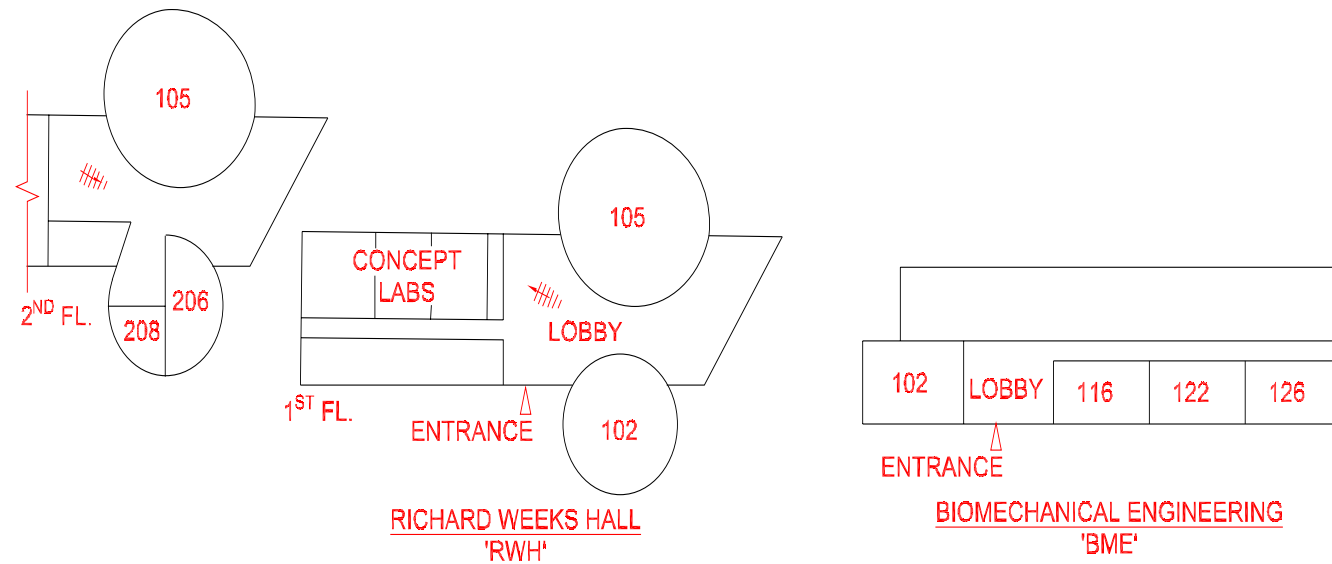 105
206
208
2ND FL.
105
CONCEPT
LABS
LOBBY
1ST FL.
ENTRANCE
102
RICHARD WEEKS HALL
'RWH'
102
LOBBY
116
122
126
ENTRANCE
BIOMECHANICAL ENGINEERING
'BME'